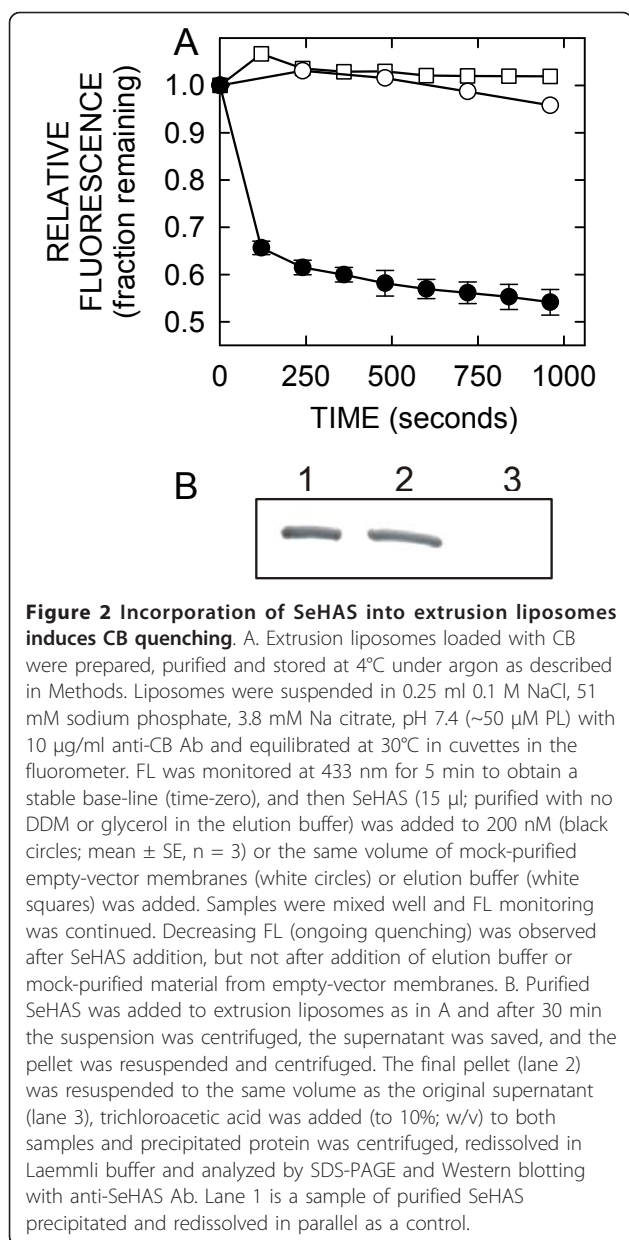 A
RELATIVE
FLUORESCENCE
(fraction remaining)
1.0
0.9
0.8
0.7
0.6
0.5
0 250 500 750 1000
TIME (seconds)
B 1 2 3
Figure 2 Incorporation of SeHAS into extrusion liposomes
induces CB quenching. A. Extrusion liposomes loaded with CB
were prepared, purified and stored at 4°C under argon as described
in Methods. Liposomes were suspended in 0.25 ml 0.1 M NaCl, 51
mM sodium phosphate, 3.8 mM Na citrate, pH 7.4 (~50 μM PL) with
10 μg/ml anti-CB Ab and equilibrated at 30°C in cuvettes in the
fluorometer. FL was monitored at 433 nm for 5 min to obtain a
stable base-line (time-zero), and then SeHAS (15 μl; purified with no
DDM or glycerol in the elution buffer) was added to 200 nM (black
circles; mean ± SE, n = 3) or the same volume of mock-purified
empty-vector membranes (white circles) or elution buffer (white
squares) was added. Samples were mixed well and FL monitoring
was continued. Decreasing FL (ongoing quenching) was observed
after SeHAS addition, but not after addition of elution buffer or
mock-purified material from empty-vector membranes. B. Purified
SeHAS was added to extrusion liposomes as in A and after 30 min
the suspension was centrifuged, the supernatant was saved, and the
pellet was resuspended and centrifuged. The final pellet (lane 2)
was resuspended to the same volume as the original supernatant
(lane 3), trichloroacetic acid was added (to 10%; w/v) to both
samples and precipitated protein was centrifuged, redissolved in
Laemmli buffer and analyzed by SDS-PAGE and Western blotting
with anti-SeHAS Ab. Lane 1 is a sample of purified SeHAS
precipitated and redissolved in parallel as a control.